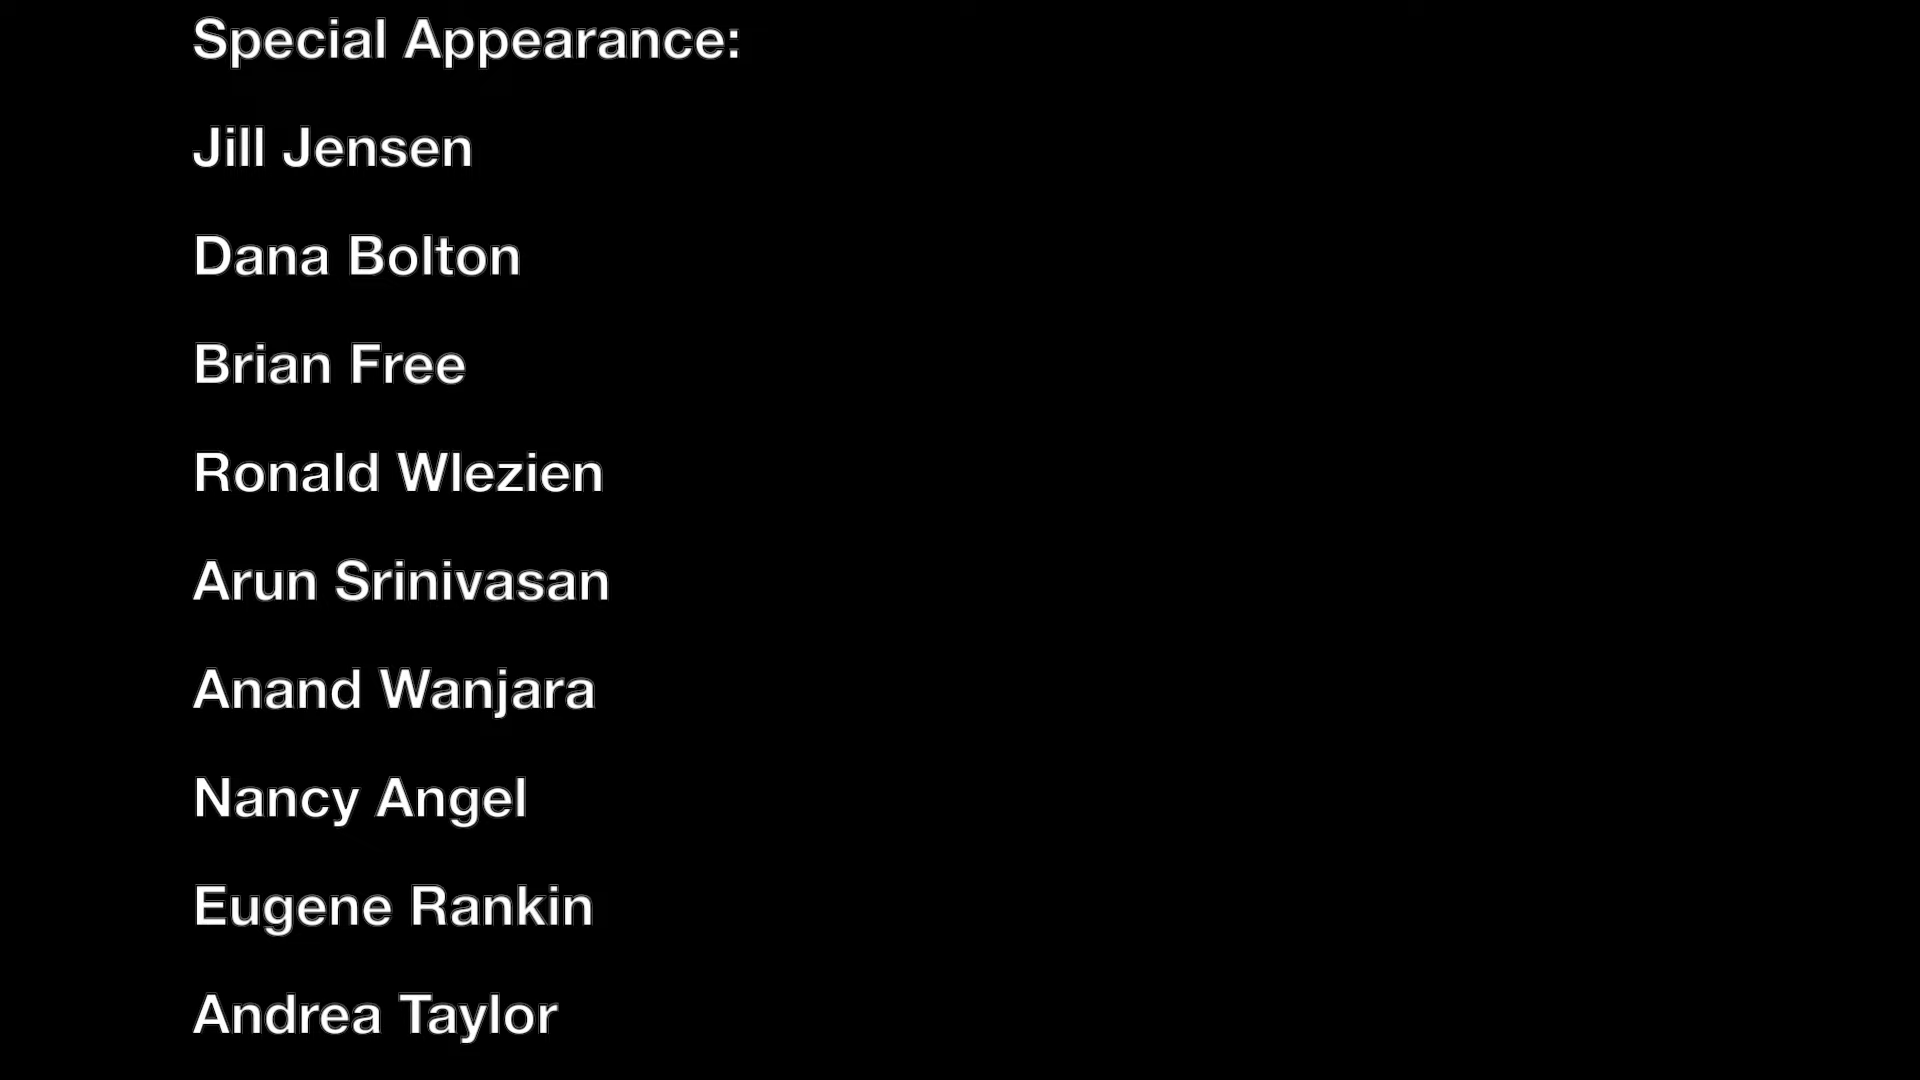 Special Appearance:
Jill Jensen
Dana Bolton
Brian Free
Ronald Wlezien
Arun Srinivasan
Anand Wanjara
Nancy Angel
Eugene Rankin
Andrea Taylor